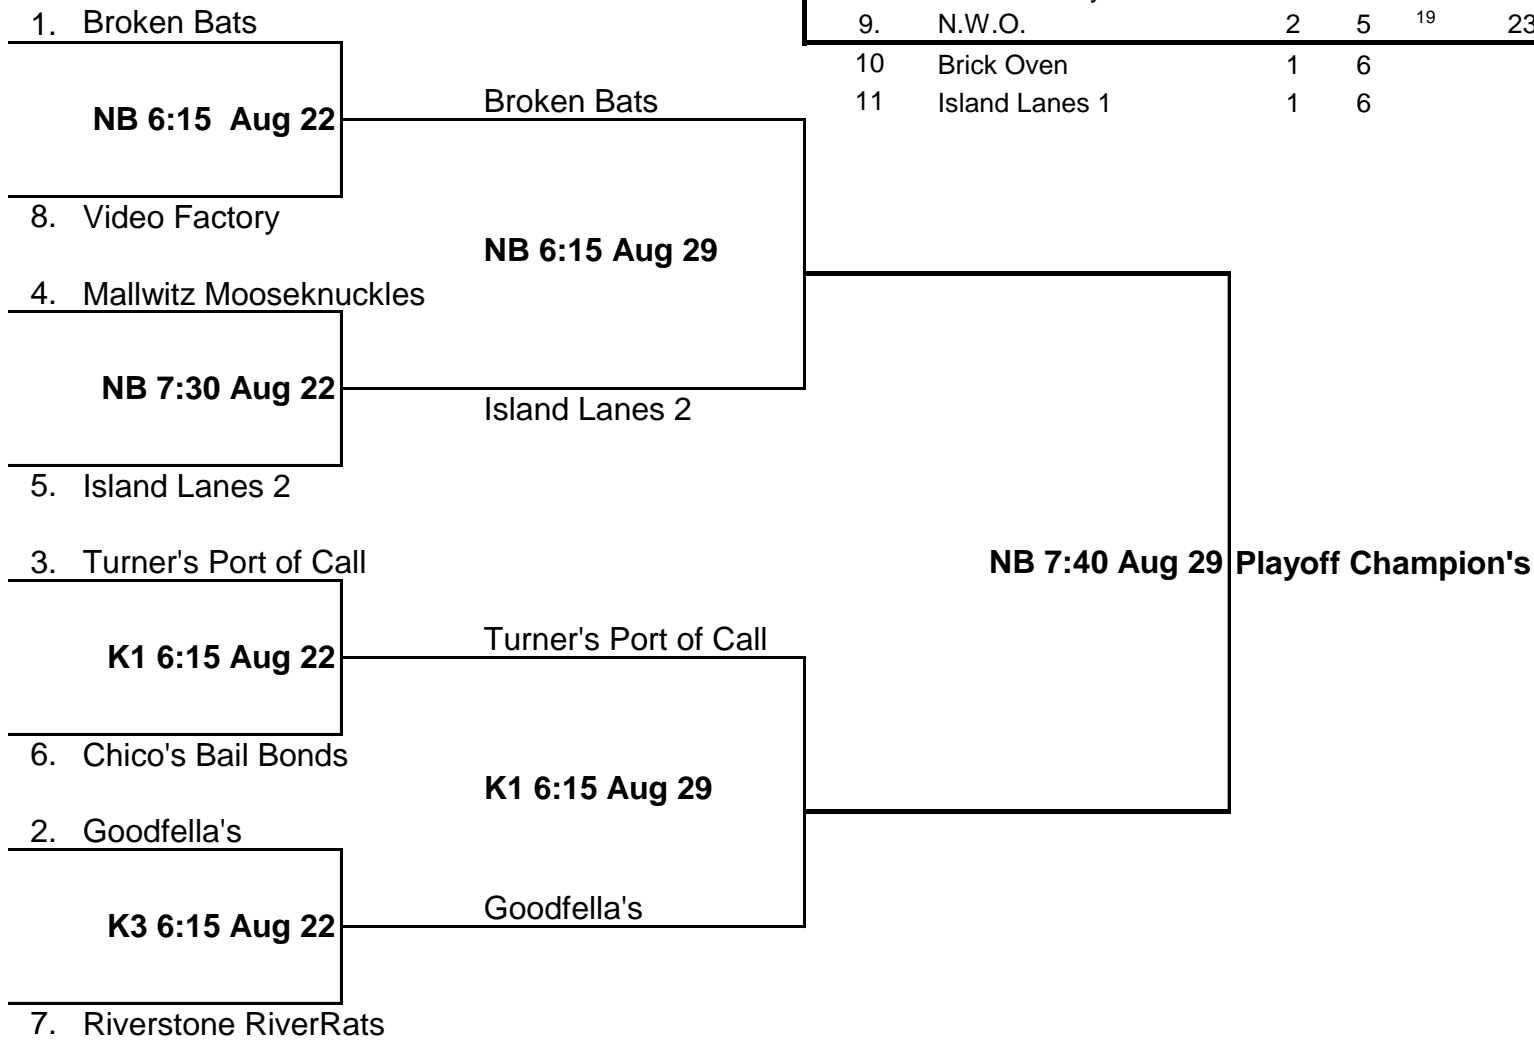 1. Broken Bats
9. N.W.O. 2 5 19 23
10 Brick Oven 1 6
NB 6:15 Aug 22
Broken Bats
11 Island Lanes 1 1 6
8. Video Factory
NB 6:15 Aug 29
4. Mallwitz Mooseknuckles
NB 7:30 Aug 22
Island Lanes 2
5. Island Lanes 2
3. Turner's Port of Call
NB 7:40 Aug 29 Playoff Champion's
Turner's Port of Call
K1 6:15 Aug 22
6. Chico's Bail Bonds
K1 6:15 Aug 29
2. Goodfella's
Goodfella's
K3 6:15 Aug 22
7. Riverstone RiverRats